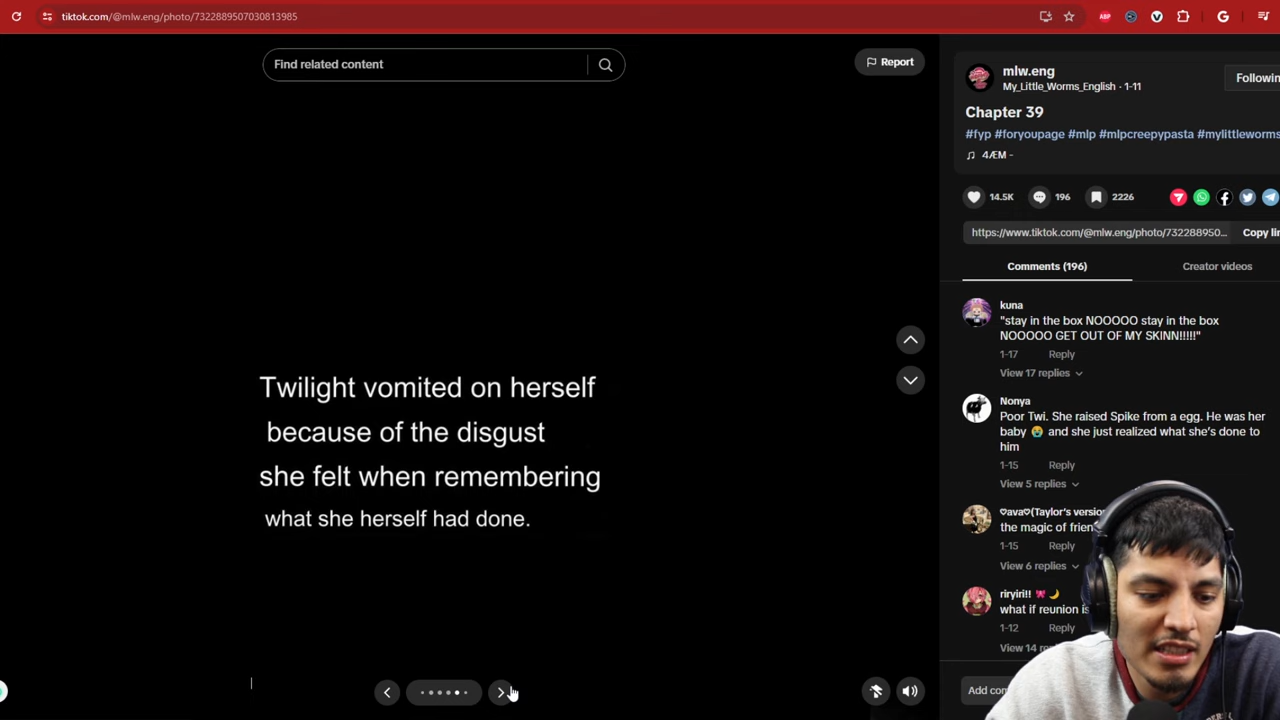 tiktok.com/@mlw.eng/photo/7322889507030813985
ABP
G
Find related content
Report
Twilight vomited on herself
because of the disgust
she felt when remembering
what she herself had done.
mlw.eng
My_Little_Worms_English · 1-11
Followin
Chapter 39
#fyp #foryoupage #mlp #mlpcreepypasta #mylittleworms
4ÆM -
14.5K
196
2226
https://www.tiktok.com/@mlw.eng/photo/732288950...
Copy lin
Comments (196)
Creator videos
kuna
"stay in the box NOOOOO stay in the box
NOOOOO GET OUT OF MY SKINN!!!!!"
1-17 Reply
View 17 replies
Nonya
Poor Twi. She raised Spike from a egg. He was her
baby 😭 and she just realized what she's done to
him
1-15 Reply
View 5 replies
♡ava♡(Taylor's version
the magic of frien
1-15 Reply
View 6 replies
riryiri!! 🎀 🌙
what if reunion is
1-12 Reply
View 14 re
Add com